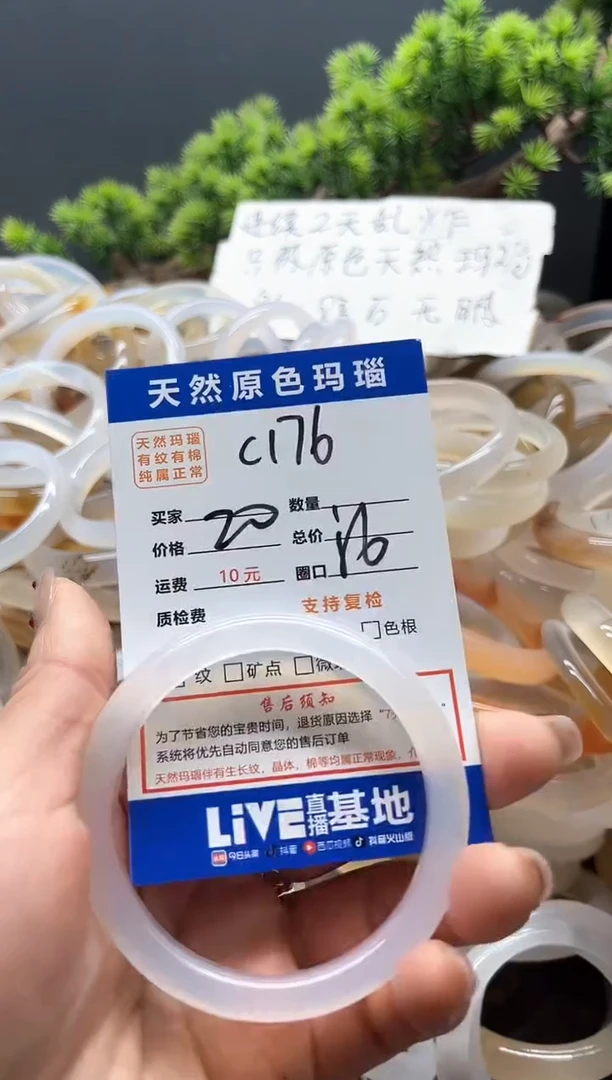 天然原色玛瑙
天然玛瑙
有纹有棉
纯属正常
C176
买家 数量
价格 20 总价
运费 10元 圈口
质检费 支持复检
色根
纹 矿点
售后须知
为了节省您的宝贵时间，退货原因选择
系统将优先自动同意您的售后订单
天然玛瑙伴有生长纹，晶体，棉等均属正常现象，
LiVE直播基地
今日头条 抖音 西瓜视频 抖音火山版